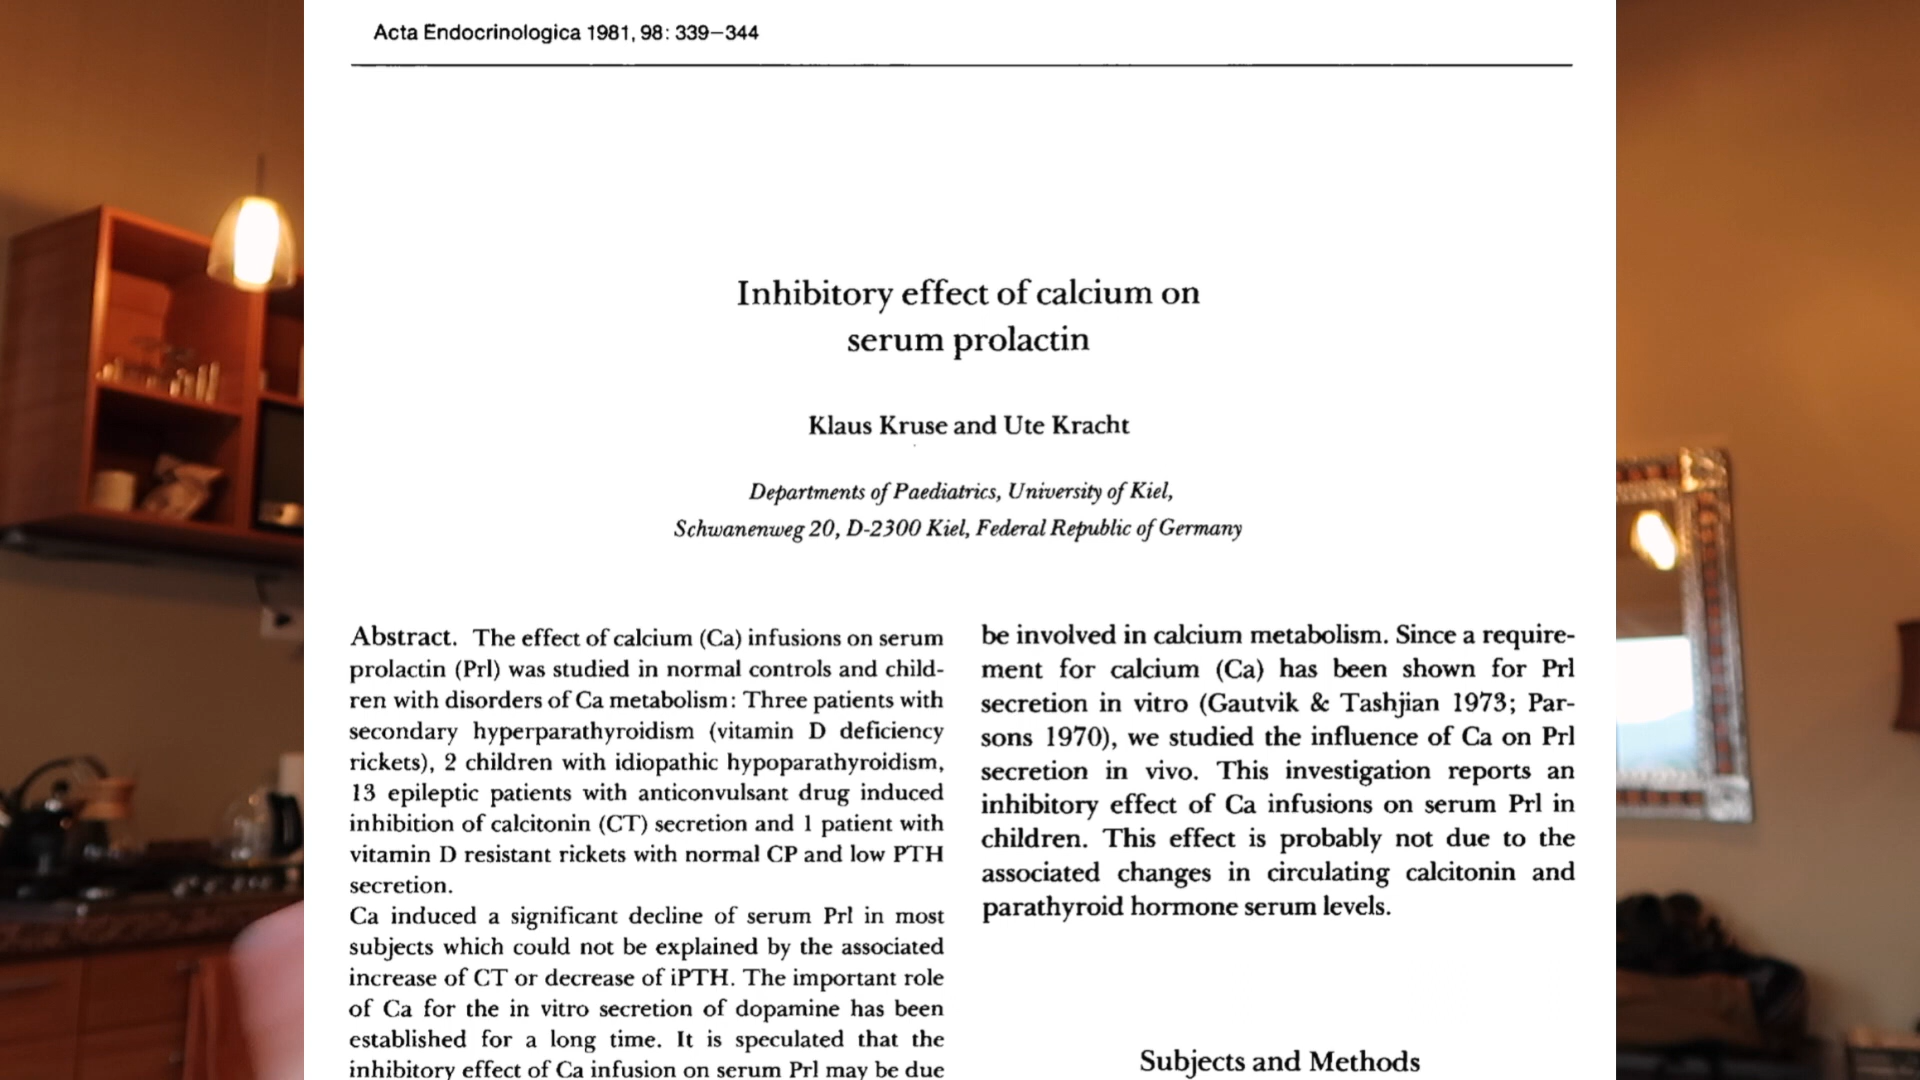 Acta Endocrinologica 1981, 98: 339–344
Inhibitory effect of calcium on
serum prolactin
Klaus Kruse and Ute Kracht
Departments of Paediatrics, University of Kiel,
Schwanenweg 20, D-2300 Kiel, Federal Republic of Germany
Abstract. The effect of calcium (Ca) infusions on serum
prolactin (Prl) was studied in normal controls and child-
ren with disorders of Ca metabolism: Three patients with
secondary hyperparathyroidism (vitamin D deficiency
rickets), 2 children with idiopathic hypoparathyroidism,
13 epileptic patients with anticonvulsant drug induced
inhibition of calcitonin (CT) secretion and 1 patient with
vitamin D resistant rickets with normal CP and low PTH
secretion.
Ca induced a significant decline of serum Prl in most
subjects which could not be explained by the associated
increase of CT or decrease of iPTH. The important role
of Ca for the in vitro secretion of dopamine has been
established for a long time. It is speculated that the
inhibitory effect of Ca infusion on serum Prl may be due
be involved in calcium metabolism. Since a require-
ment for calcium (Ca) has been shown for Prl
secretion in vitro (Gautvik & Tashjian 1973; Par-
sons 1970), we studied the influence of Ca on Prl
secretion in vivo. This investigation reports an
inhibitory effect of Ca infusions on serum Prl in
children. This effect is probably not due to the
associated changes in circulating calcitonin and
parathyroid hormone serum levels.
Subjects and Methods